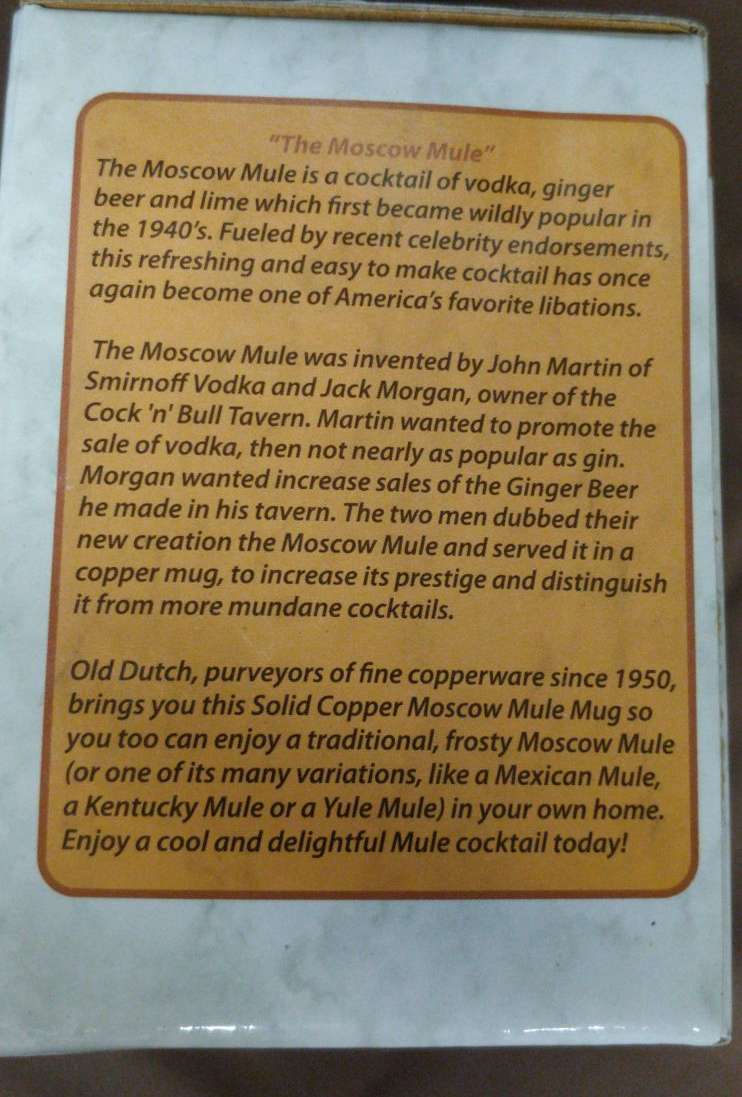 "The Moscow Mule"
The Moscow Mule is a cocktail of vodka, ginger
beer and lime which first became wildly popular in
the 1940's. Fueled by recent celebrity endorsements,
this refreshing and easy to make cocktail has once
again become one of America's favorite libations.
The Moscow Mule was invented by John Martin of
Smirnoff Vodka and Jack Morgan, owner of the
Cock 'n' Bull Tavern. Martin wanted to promote the
sale of vodka, then not nearly as popular as gin.
Morgan wanted increase sales of the Ginger Beer
he made in his tavern. The two men dubbed their
new creation the Moscow Mule and served it in a
copper mug, to increase its prestige and distinguish
it from more mundane cocktails.
Old Dutch, purveyors of fine copperware since 1950,
brings you this Solid Copper Moscow Mule Mug so
you too can enjoy a traditional, frosty Moscow Mule
(or one of its many variations, like a Mexican Mule,
a Kentucky Mule or a Yule Mule) in your own home.
Enjoy a cool and delightful Mule cocktail today!